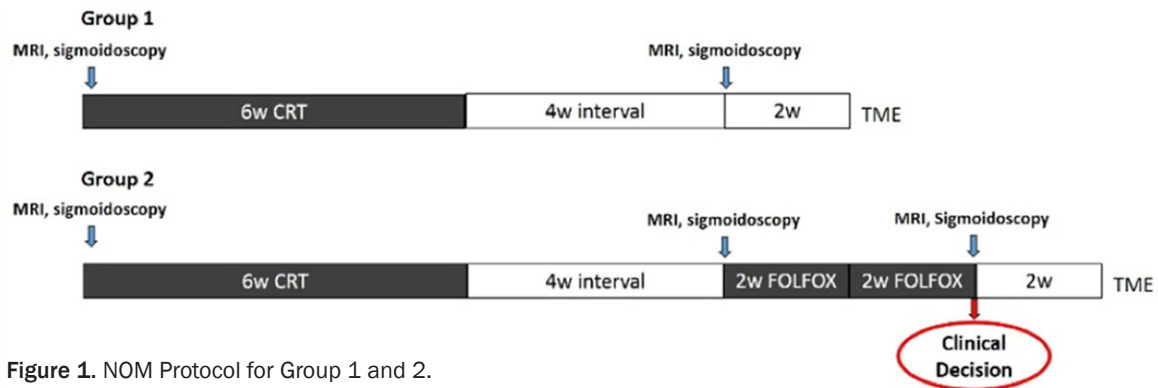 Group 1
MRI, sigmoidoscopy
MRI, sigmoidoscopy
6w CRT
4w interval
2w
TME
Group 2
MRI, sigmoidoscopy
MRI, sigmoidoscopy
MRI, Sigmoidoscopy
6w CRT
4w interval
2w FOLFOX
2w FOLFOX
2w
TME
Clinical
Decision
Figure 1. NOM Protocol for Group 1 and 2.